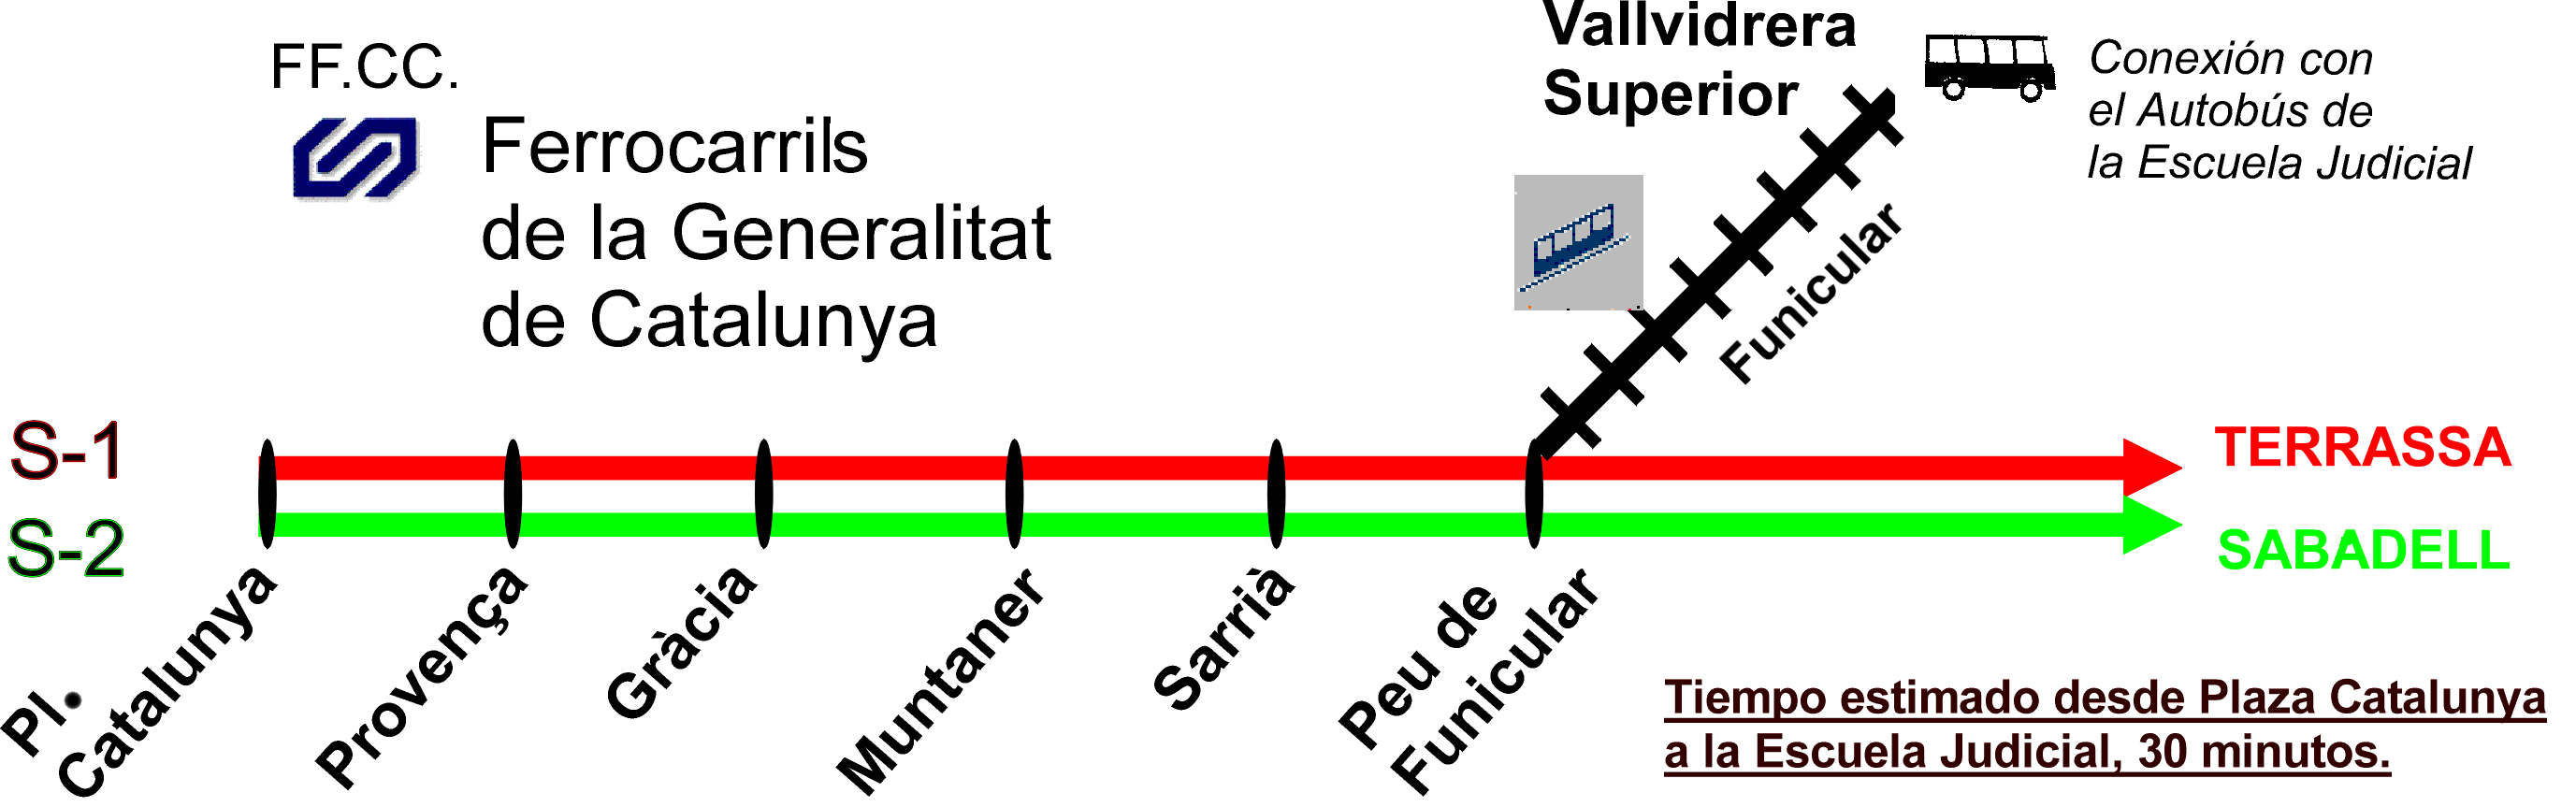 FF.CC.
Ferrocarrils
de la Generalitat
de Catalunya
Vallvidrera
Superior
Conexión con
el Autobús de
la Escuela Judicial
Funicular
S-1
TERRASSA
S-2
SABADELL
Pl.
Catalunya
Provença
Gràcia
Muntaner
Sarrià
Peu de
Funicular
Tiempo estimado desde Plaza Catalunya
a la Escuela Judicial, 30 minutos.